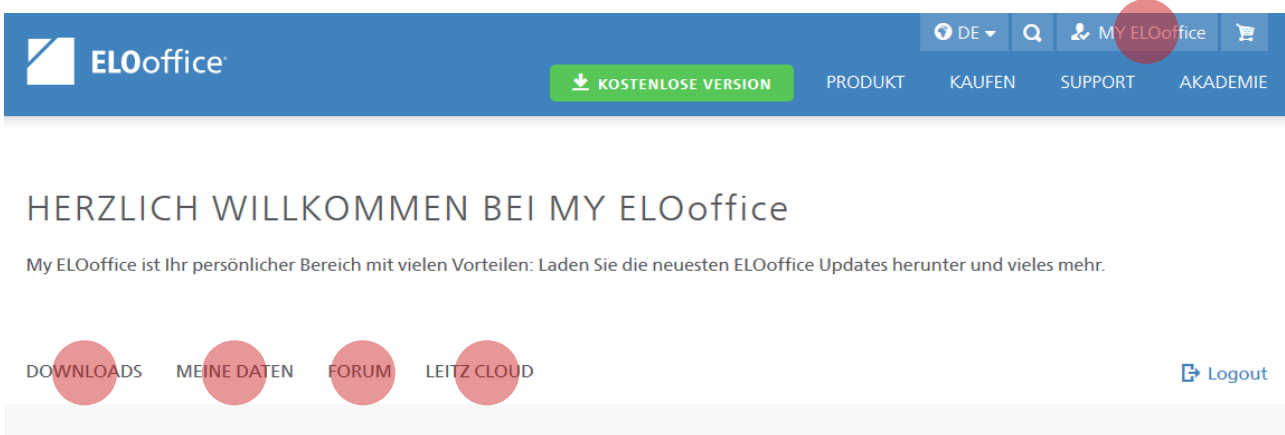 DE MY ELOoffice
ELOoffice
KOSTENLOSE VERSION PRODUKT KAUFEN SUPPORT AKADEMIE
HERZLICH WILLKOMMEN BEI MY ELOoffice
My ELOoffice ist Ihr persönlicher Bereich mit vielen Vorteilen: Laden Sie die neuesten ELOoffice Updates herunter und vieles mehr.
DOWNLOADS MEINE DATEN FORUM LEITZ CLOUD Logout